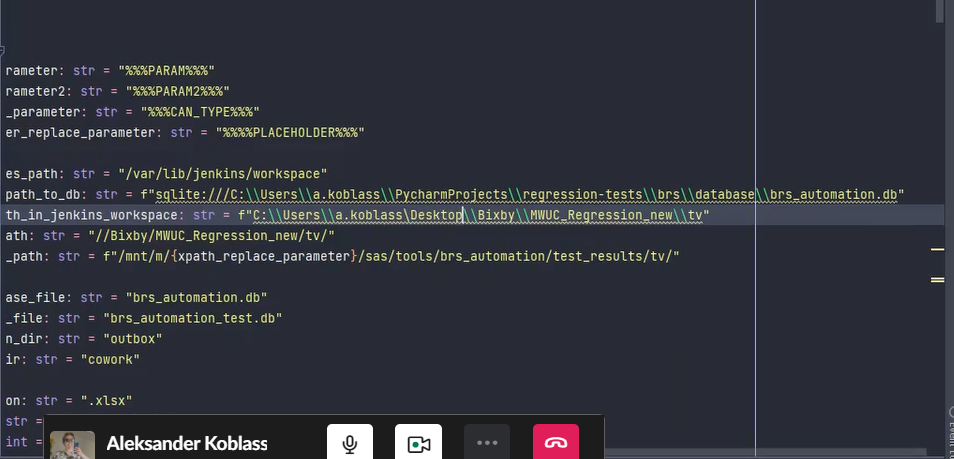 rameter: str = "%%%PARAM%%%"
rameter2: str = "%%%PARAM2%%%"
_parameter: str = "%%%CAN_TYPE%%%"
er_replace_parameter: str = "%%%%PLACEHOLDER%%%"
es_path: str = "/var/lib/jenkins/workspace"
path_to_db: str = f"sqlite:///C:\\Users\\a.koblass\\PycharmProjects\\regression-tests\\brs\\database\\brs_automation.db"
th_in_jenkins_workspace: str = f"C:\\Users\\a.koblass\Desktop\\Bixby\\MWUC_Regression_new\\tv"
ath: str = "//Bixby/MWUC_Regression_new/tv/"
_path: str = f"/mnt/m/{xpath_replace_parameter}/sas/tools/brs_automation/test_results/tv/"
ase_file: str = "brs_automation.db"
_file: str = "brs_automation_test.db"
n_dir: str = "outbox"
ir: str = "cowork"
on: str = ".xlsx"
str =
int =
Aleksander Koblass